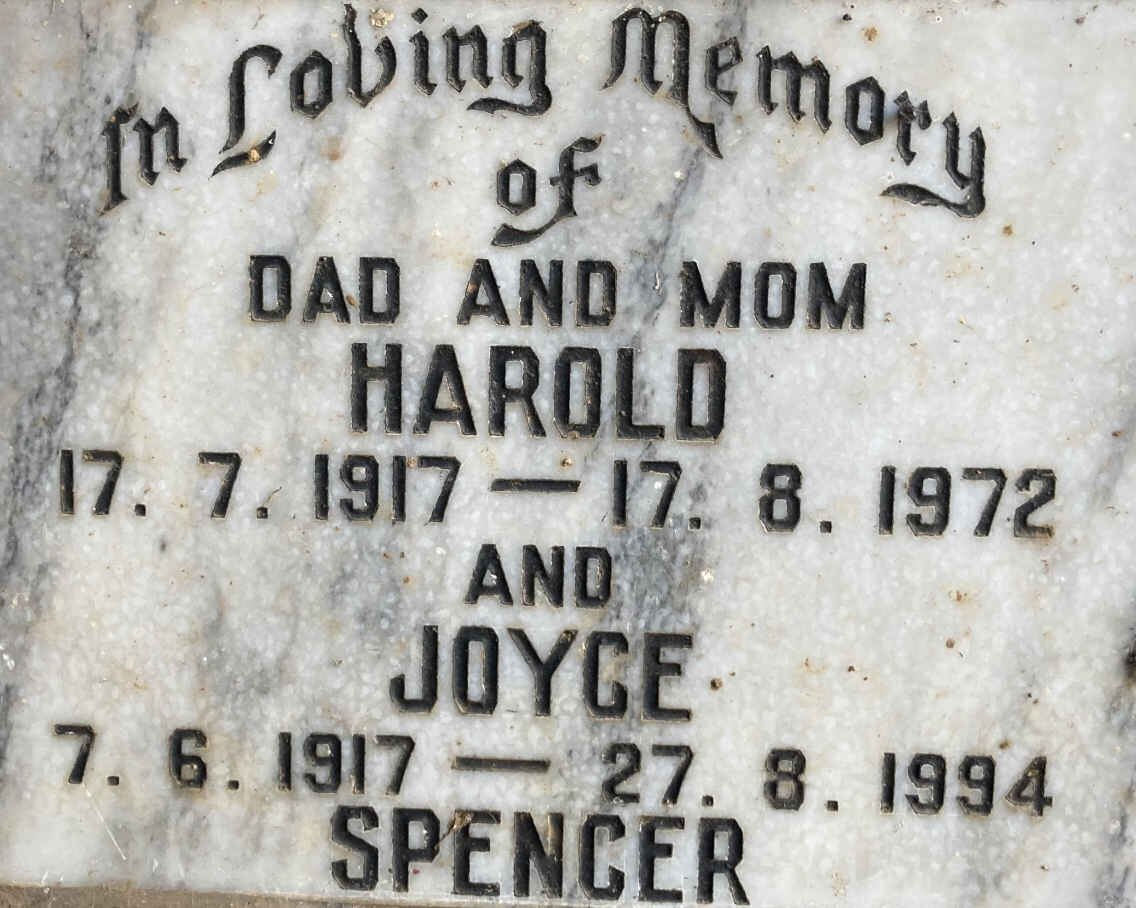 In Loving Memory
of
DAD AND MOM
HAROLD
17. 7. 1917 — 17. 8. 1972
AND
JOYCE
7. 6. 1917 — 27. 8. 1994
SPENCER